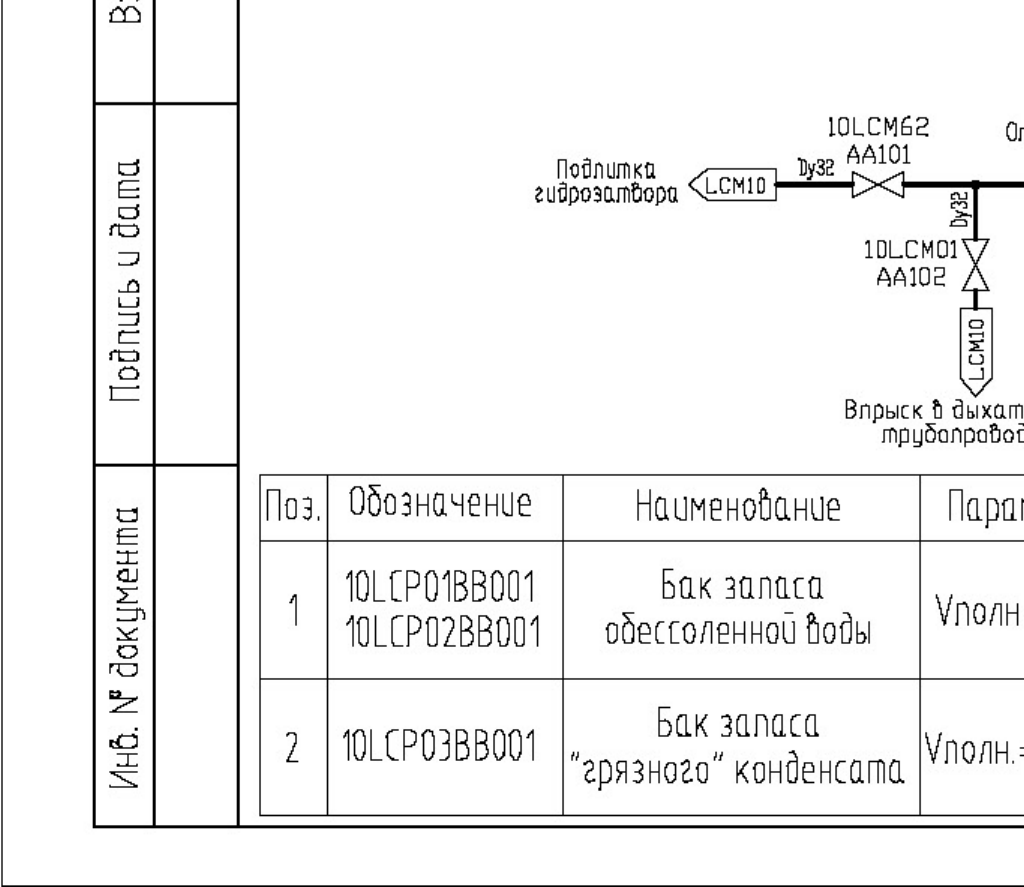 Вз
Подпись и дата
Инв. № документа
10LCM62
AA101
Оп
Подпитка
гидрозатвора
LCM10
Dy32
Dy32
10LCM01
AA102
LCM10
Впрыск в дыхат
трубопровод
Поз. Обозначение Наименование Парам
1
10LCP01BB001
10LCP02BB001
Бак запаса
обессоленной воды
Vполн
2
10LCP03BB001
Бак запаса
"грязного" конденсата
Vполн.=